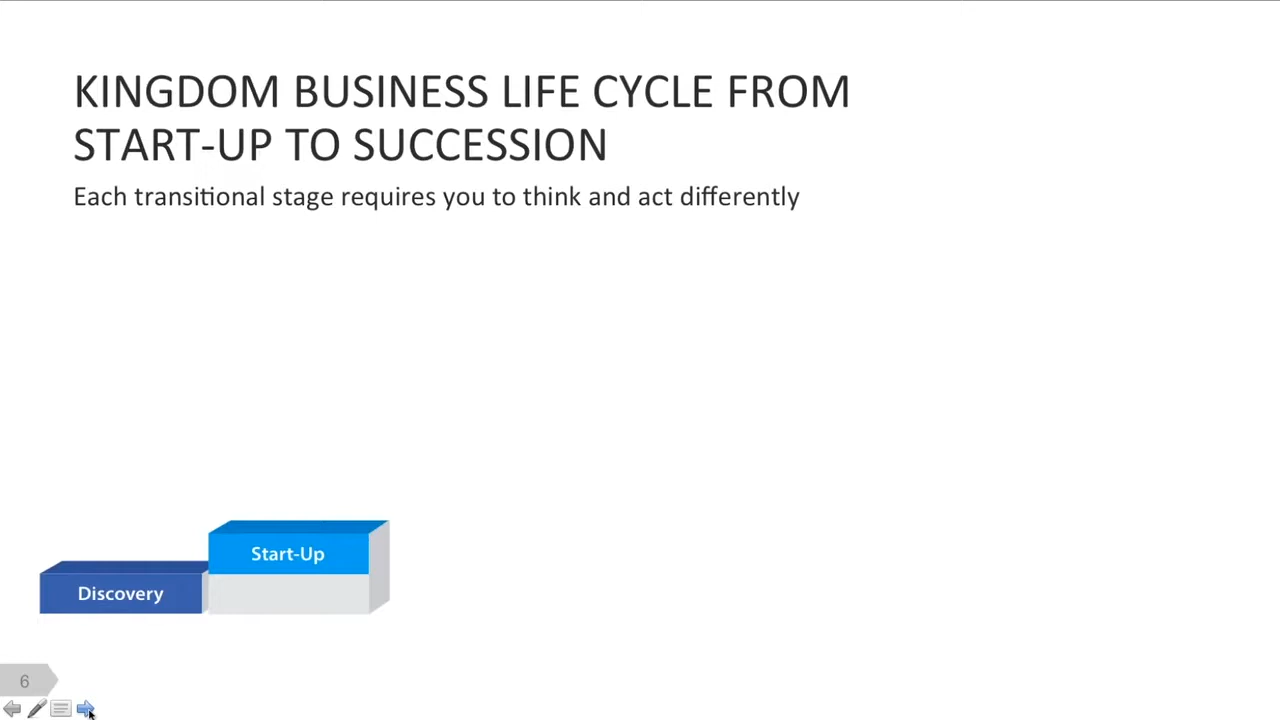 KINGDOM BUSINESS LIFE CYCLE FROM
START-UP TO SUCCESSION
Each transitional stage requires you to think and act differently
Start-Up
Discovery
6